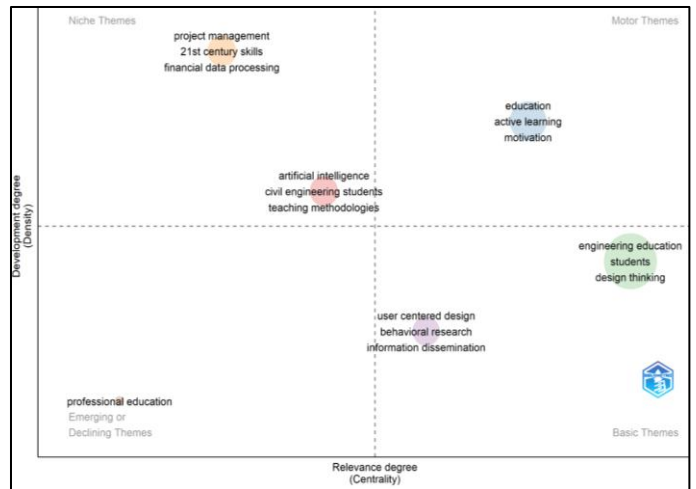 Niche Themes
Motor Themes
project management
21st century skills
financial data processing
education
active learning
motivation
artificial intelligence
civil engineering students
teaching methodologies
Development degree
(Density)
engineering education
students
design thinking
user centered design
behavioral research
information dissemination
professional education
Emerging or
Declining Themes
Basic Themes
Relevance degree
(Centrality)